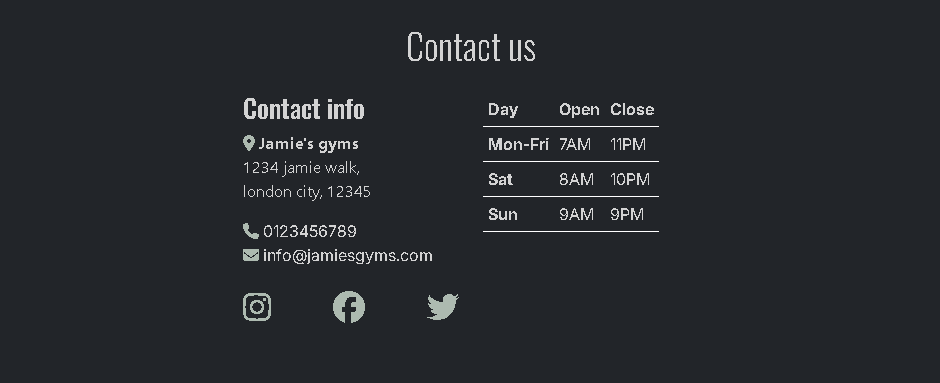 Contact us
Contact info
Jamie's gyms
1234 jamie walk,
london city, 12345
0123456789
info@jamiesgyms.com
Day Open Close
Mon-Fri 7AM 11PM
Sat 8AM 10PM
Sun 9AM 9PM